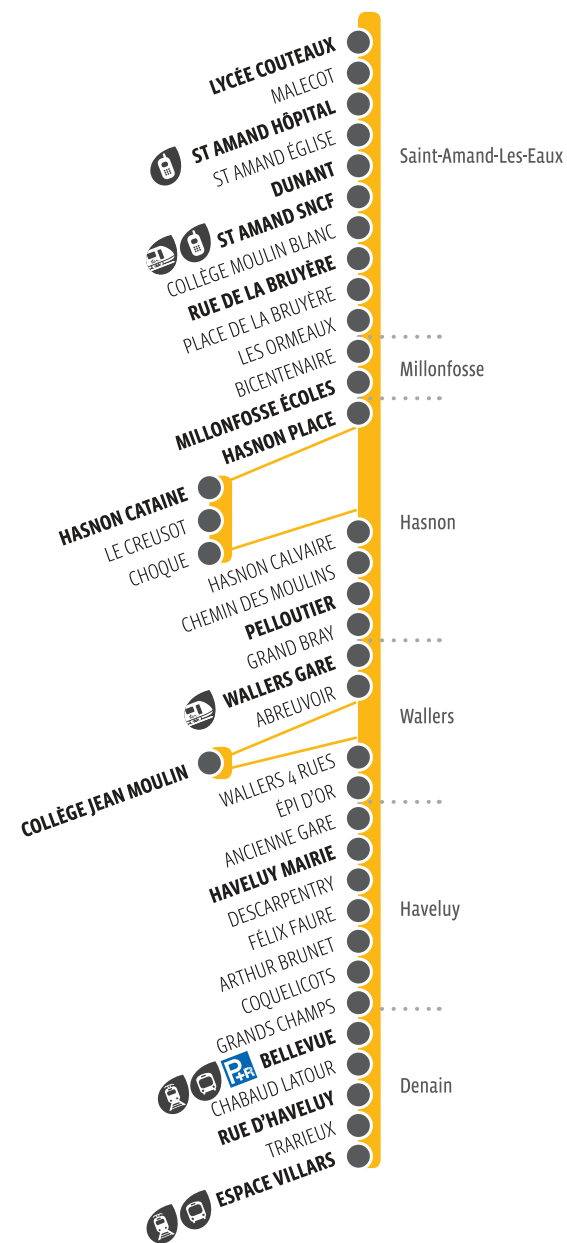 LYCÉE COUTEAUX
MALECOT
ST AMAND HÔPITAL
ST AMAND ÉGLISE
Saint-Amand-Les-Eaux
DUNANT
ST AMAND SNCF
COLLÈGE MOULIN BLANC
RUE DE LA BRUYÈRE
PLACE DE LA BRUYÈRE
LES ORMEAUX
BICENTENAIRE
Millonfosse
MILLONFOSSE ÉCOLES
HASNON PLACE
HASNON CATAINE
LE CREUSOT
CHOQUE
Hasnon
HASNON CALVAIRE
CHEMIN DES MOULINS
PELLOUTIER
GRAND BRAY
WALLERS GARE
ABREUVOIR
Wallers
COLLÈGE JEAN MOULIN
WALLERS 4 RUES
ÉPI D'OR
ANCIENNE GARE
HAVELUY MAIRIE
DESCARPENTRY
Haveluy
FÉLIX FAURE
ARTHUR BRUNET
COQUELICOTS
GRANDS CHAMPS
P+R BELLEVUE
CHABAUD LATOUR
Denain
RUE D'HAVELUY
TRARIEUX
ESPACE VILLARS